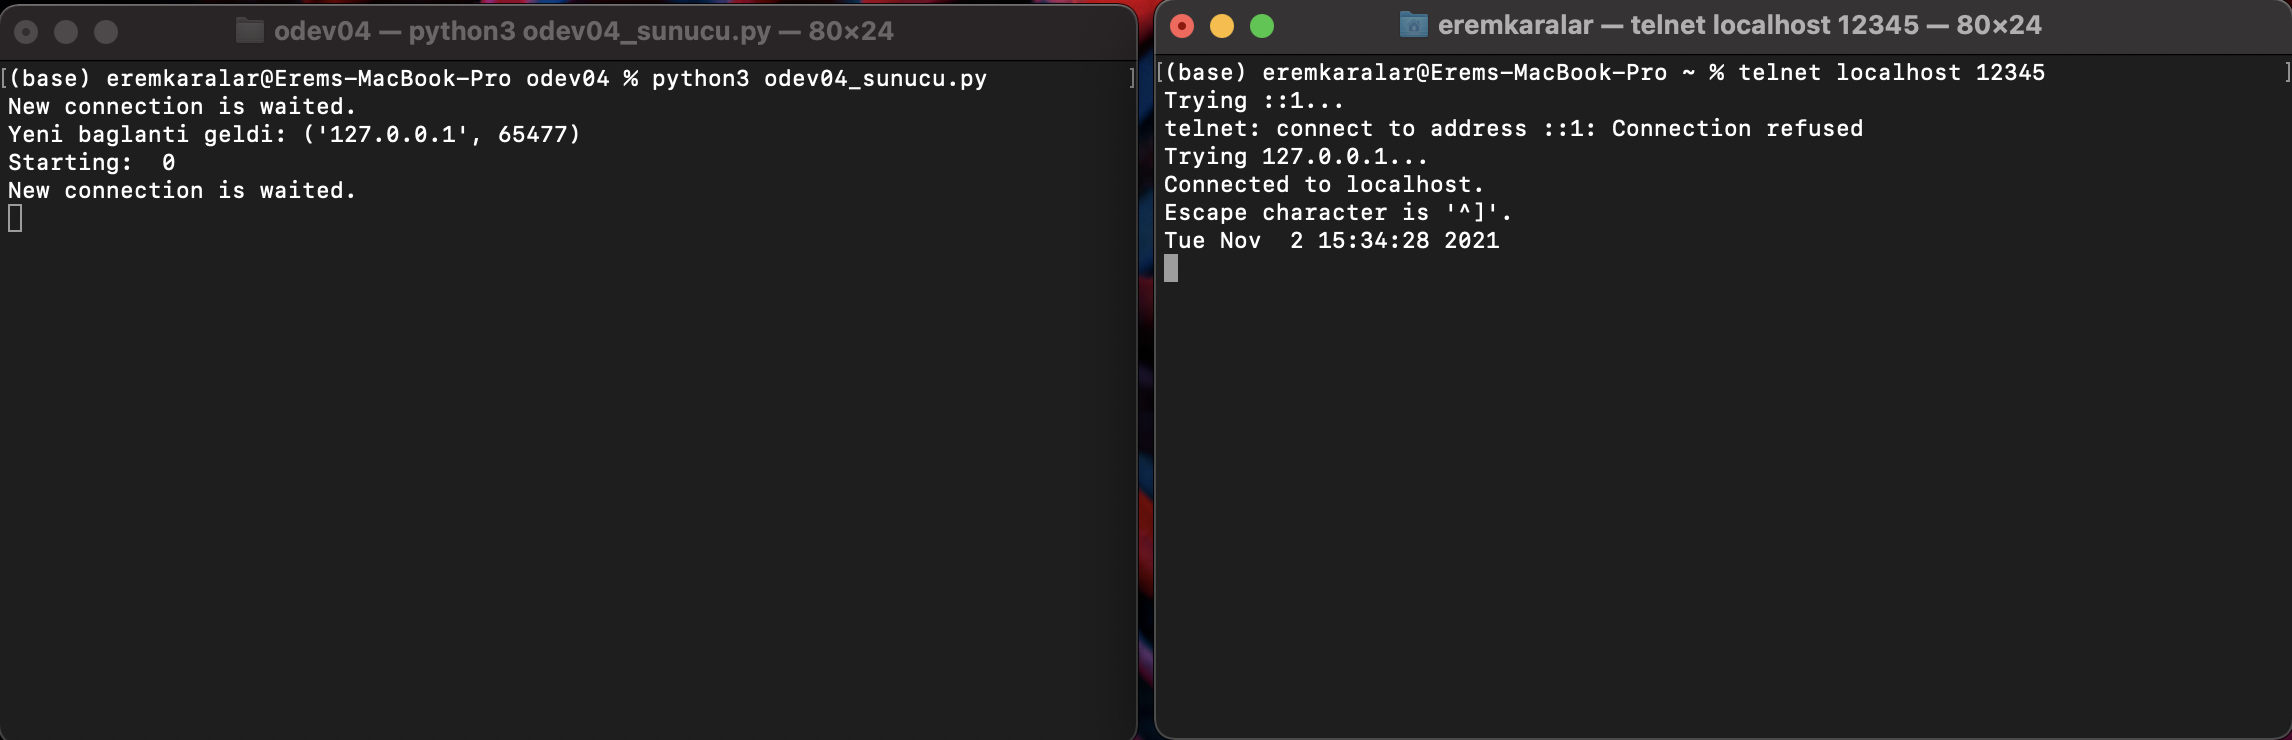 odev04 — python3 odev04_sunucu.py — 80×24
[(base) eremkaralar@Erems-MacBook-Pro odev04 % python3 odev04_sunucu.py ]
New connection is waited.
Yeni baglanti geldi: ('127.0.0.1', 65477)
Starting:  0
New connection is waited.
eremkaralar — telnet localhost 12345 — 80×24
[(base) eremkaralar@Erems-MacBook-Pro ~ % telnet localhost 12345 ]
Trying ::1...
telnet: connect to address ::1: Connection refused
Trying 127.0.0.1...
Connected to localhost.
Escape character is '^]'.
Tue Nov  2 15:34:28 2021